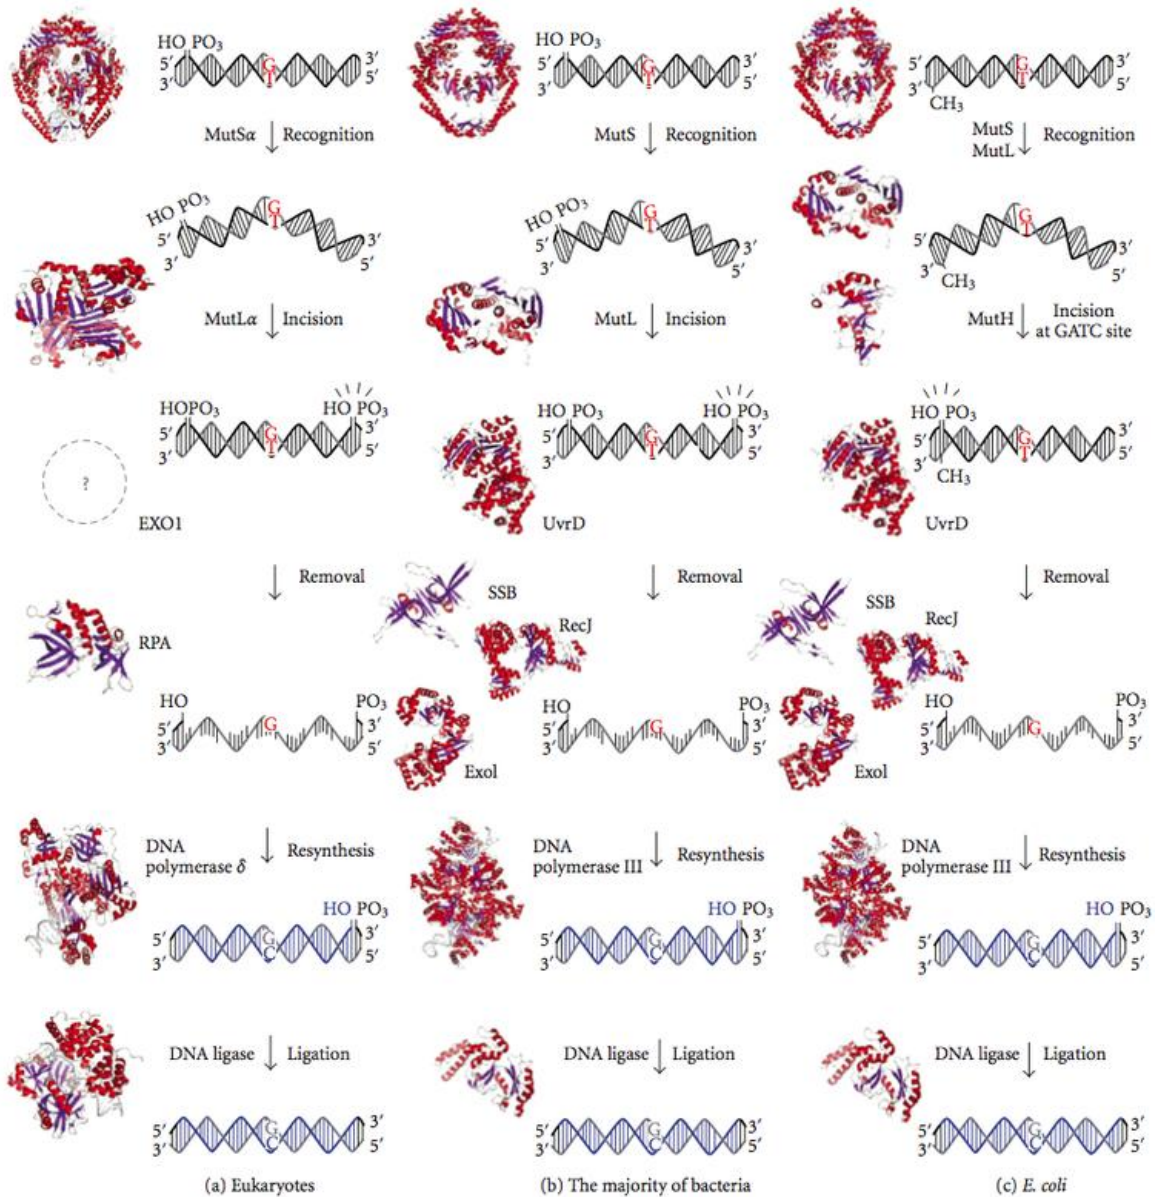 HO PO3
5′ G 3′
3′ T 5′
MutSα Recognition
HO PO3
5′ G 3′
3′ T 5′
MutLα Incision
HOPO3 HO PO3
5′ G 3′
3′ T 5′
?
EXO1
Removal
RPA
HO PO3
5′ G 3′
3′ 5′
DNA
polymerase δ Resynthesis
HO PO3
5′ G 3′
3′ C 5′
DNA ligase Ligation
5′ G 3′
3′ C 5′
(a) Eukaryotes
HO PO3
5′ G 3′
3′ T 5′
MutS Recognition
HO PO3
5′ G 3′
3′ T 5′
MutL Incision
HO PO3 HO PO3
5′ G 3′
3′ T 5′
UvrD
Removal
SSB
RecJ
HO PO3
5′ G 3′
3′ 5′
ExoI
DNA
polymerase III Resynthesis
HO PO3
5′ G 3′
3′ C 5′
DNA ligase Ligation
5′ G 3′
3′ C 5′
(b) The majority of bacteria
5′ G 3′
3′ T 5′
CH3
MutS
MutL Recognition
5′ G 3′
3′ T 5′
CH3
MutH Incision
at GATC site
HO PO3
5′ G 3′
3′ T 5′
CH3
UvrD
Removal
SSB
RecJ
HO PO3
5′ G 3′
3′ 5′
ExoI
DNA
polymerase III Resynthesis
HO PO3
5′ G 3′
3′ C 5′
DNA ligase Ligation
5′ G 3′
3′ C 5′
(c) E. coli